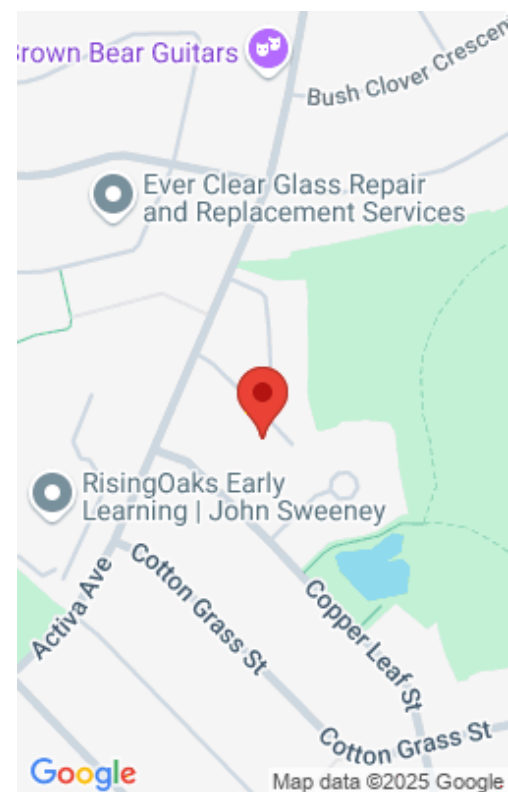 Brown Bear Guitars
Bush Clover Crescent
Ever Clear Glass Repair
and Replacement Services
RisingOaks Early
Learning | John Sweeney
Activa Ave
Cotton Grass St
Copper Leaf St
Cotton Grass St
Google
Map data ©2025 Google